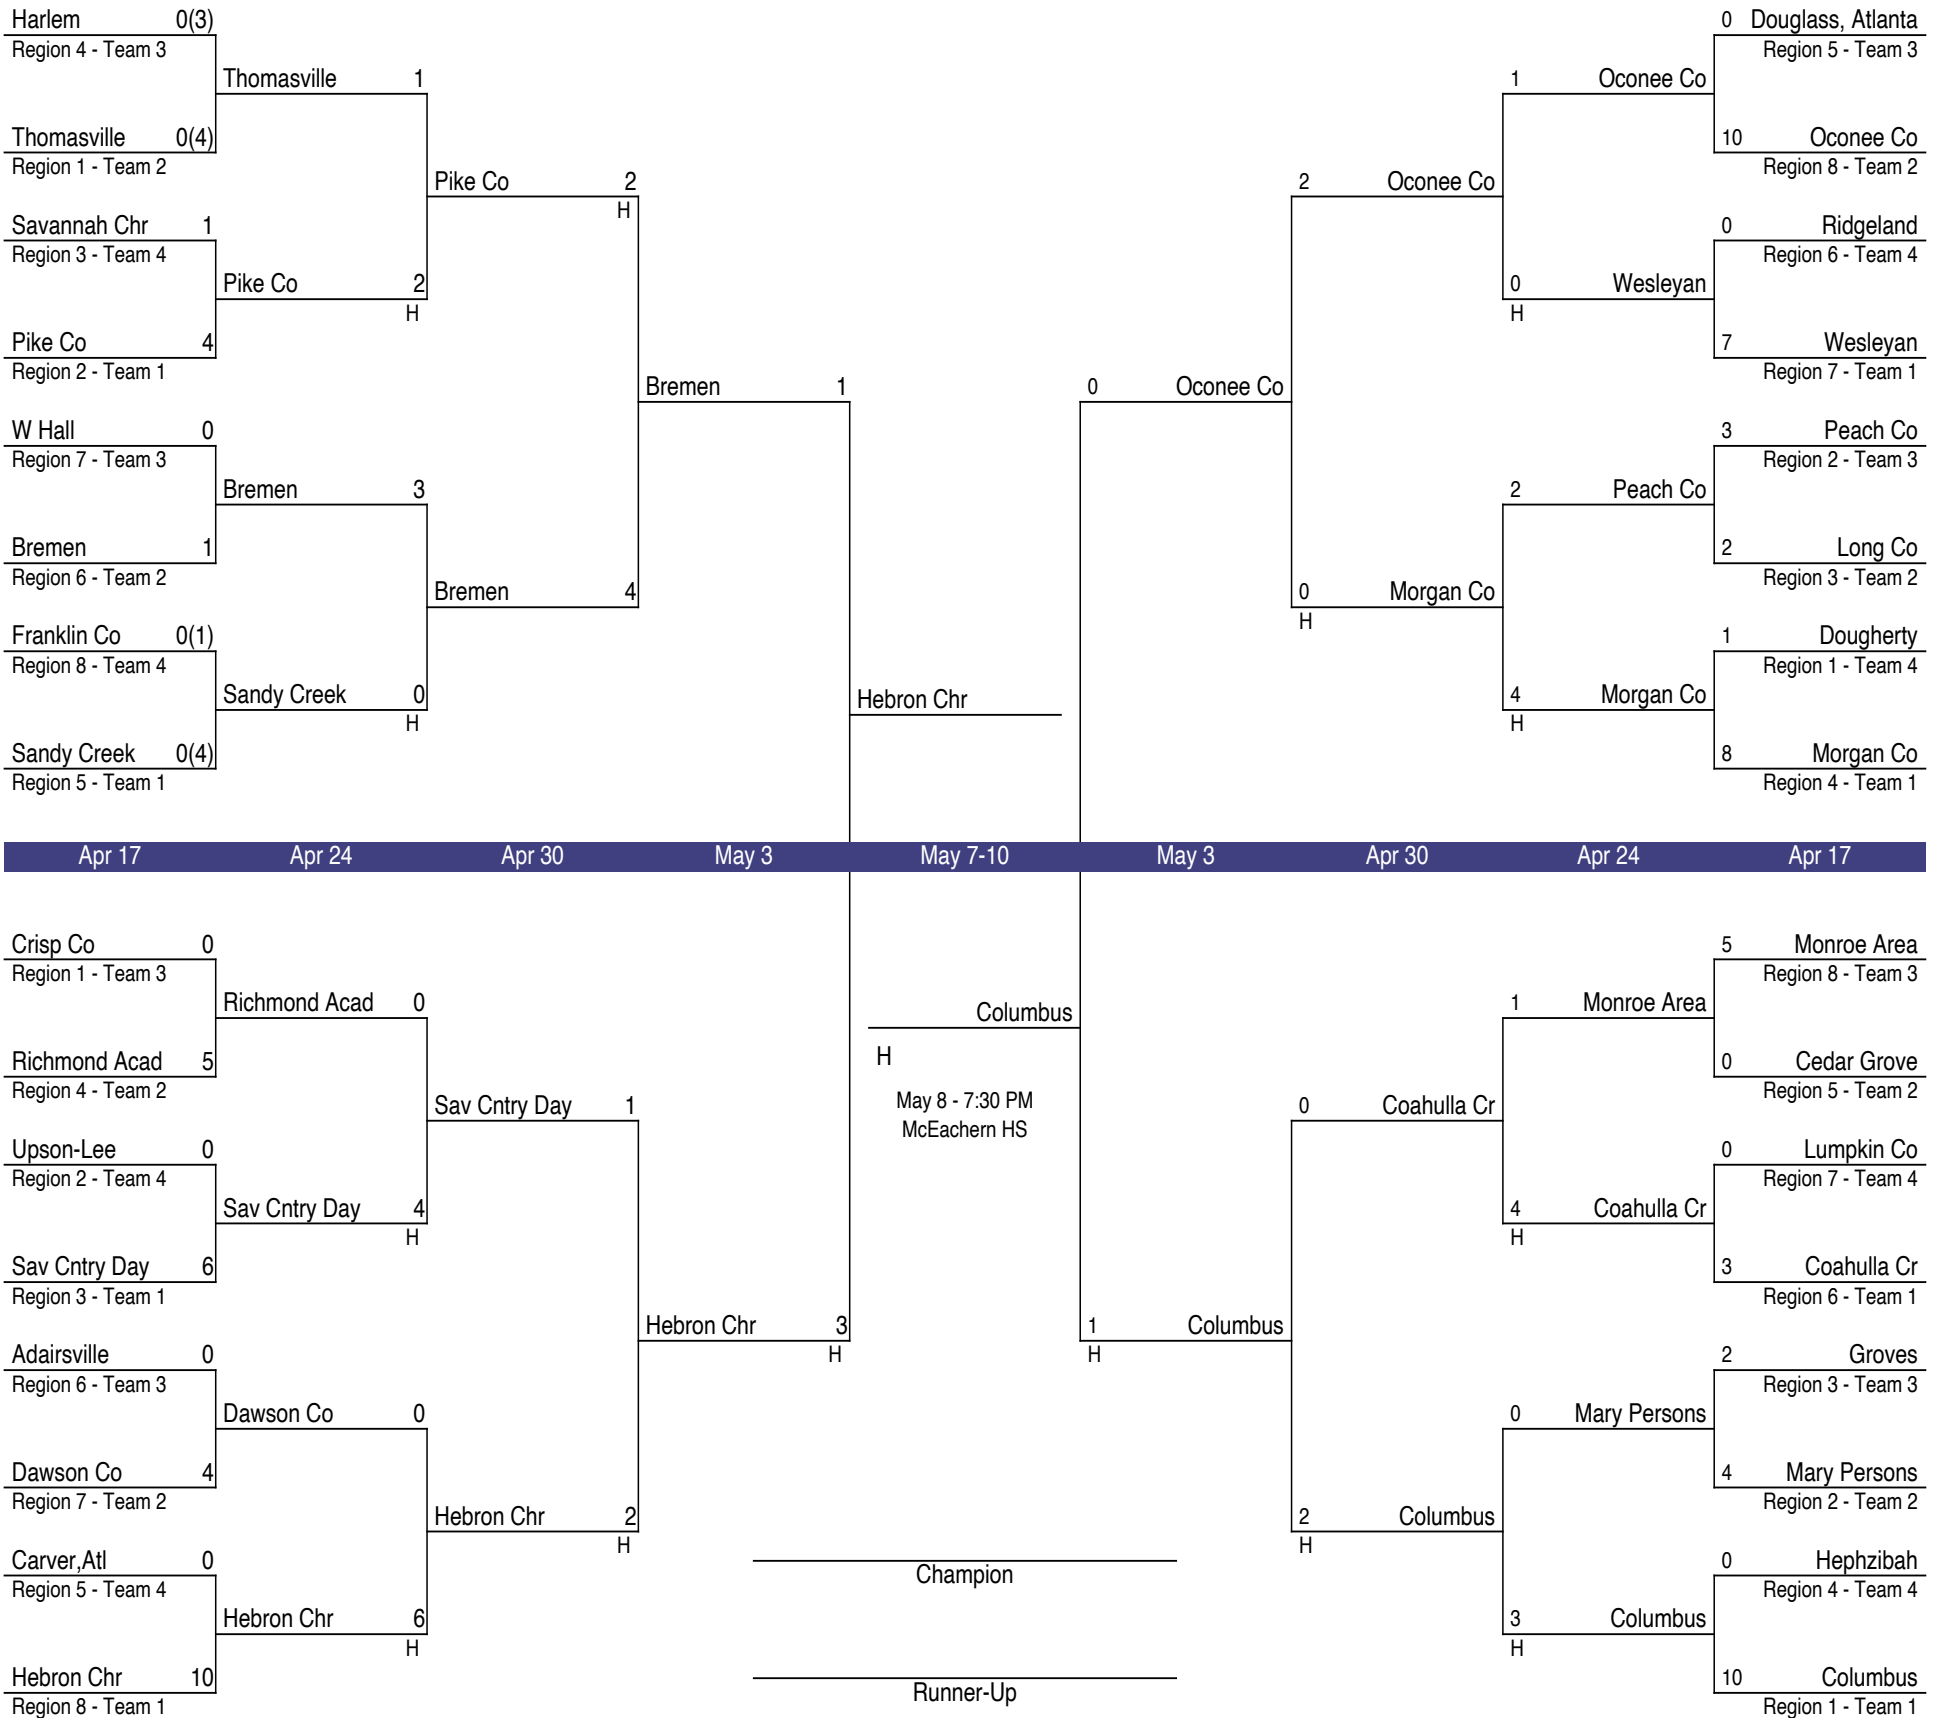 Harlem 0(3)
Region 4 - Team 3
Thomasville 1
Thomasville 0(4)
Region 1 - Team 2
Pike Co 2
H
Savannah Chr 1
Region 3 - Team 4
Pike Co 2
H
Pike Co 4
Region 2 - Team 1
Bremen 1
W Hall 0
Region 7 - Team 3
Bremen 3
Bremen 1
Region 6 - Team 2
Bremen 4
Franklin Co 0(1)
Region 8 - Team 4
Sandy Creek 0
H
Sandy Creek 0(4)
Region 5 - Team 1
Hebron Chr
0 Douglass, Atlanta
Region 5 - Team 3
1 Oconee Co
10 Oconee Co
Region 8 - Team 2
2 Oconee Co
0 Ridgeland
Region 6 - Team 4
0 Wesleyan
H
7 Wesleyan
Region 7 - Team 1
0 Oconee Co
3 Peach Co
Region 2 - Team 3
2 Peach Co
2 Long Co
Region 3 - Team 2
0 Morgan Co
H
1 Dougherty
Region 1 - Team 4
4 Morgan Co
H
8 Morgan Co
Region 4 - Team 1
Apr 17 Apr 24 Apr 30 May 3 May 7-10 May 3 Apr 30 Apr 24 Apr 17
Crisp Co 0
Region 1 - Team 3
Richmond Acad 0
Richmond Acad 5
Region 4 - Team 2
Sav Cntry Day 1
Upson-Lee 0
Region 2 - Team 4
Sav Cntry Day 4
H
Sav Cntry Day 6
Region 3 - Team 1
Hebron Chr 3
H
Adairsville 0
Region 6 - Team 3
Dawson Co 0
Dawson Co 4
Region 7 - Team 2
Hebron Chr 2
H
Carver,Atl 0
Region 5 - Team 4
Hebron Chr 6
H
Hebron Chr 10
Region 8 - Team 1
Columbus
H
May 8 - 7:30 PM
McEachern HS
Champion
Runner-Up
5 Monroe Area
Region 8 - Team 3
1 Monroe Area
0 Cedar Grove
Region 5 - Team 2
0 Coahulla Cr
0 Lumpkin Co
Region 7 - Team 4
4 Coahulla Cr
H
3 Coahulla Cr
Region 6 - Team 1
1 Columbus
H
2 Groves
Region 3 - Team 3
0 Mary Persons
4 Mary Persons
Region 2 - Team 2
2 Columbus
H
0 Hephzibah
Region 4 - Team 4
3 Columbus
H
10 Columbus
Region 1 - Team 1